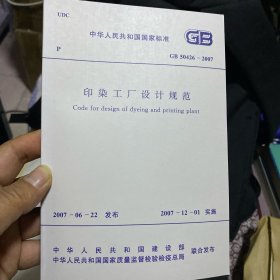 UDC
中华人民共和国国家标准
GB
P
GB 50426-2007
印染工厂设计规范
Code for design of dyeing and printing plant
2007-06-22 发布
2007-12-01 实施
中华人民共和国建设部
中华人民共和国国家质量监督检验检疫总局
联合发布